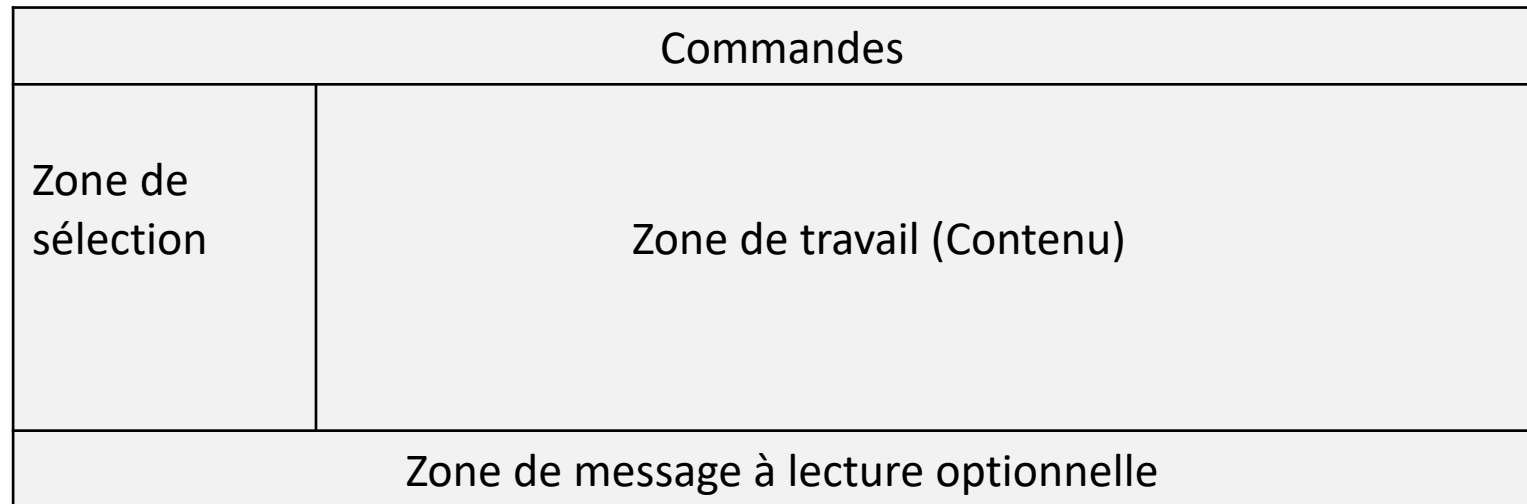 Commandes
Zone de
sélection
Zone de travail (Contenu)
Zone de message à lecture optionnelle